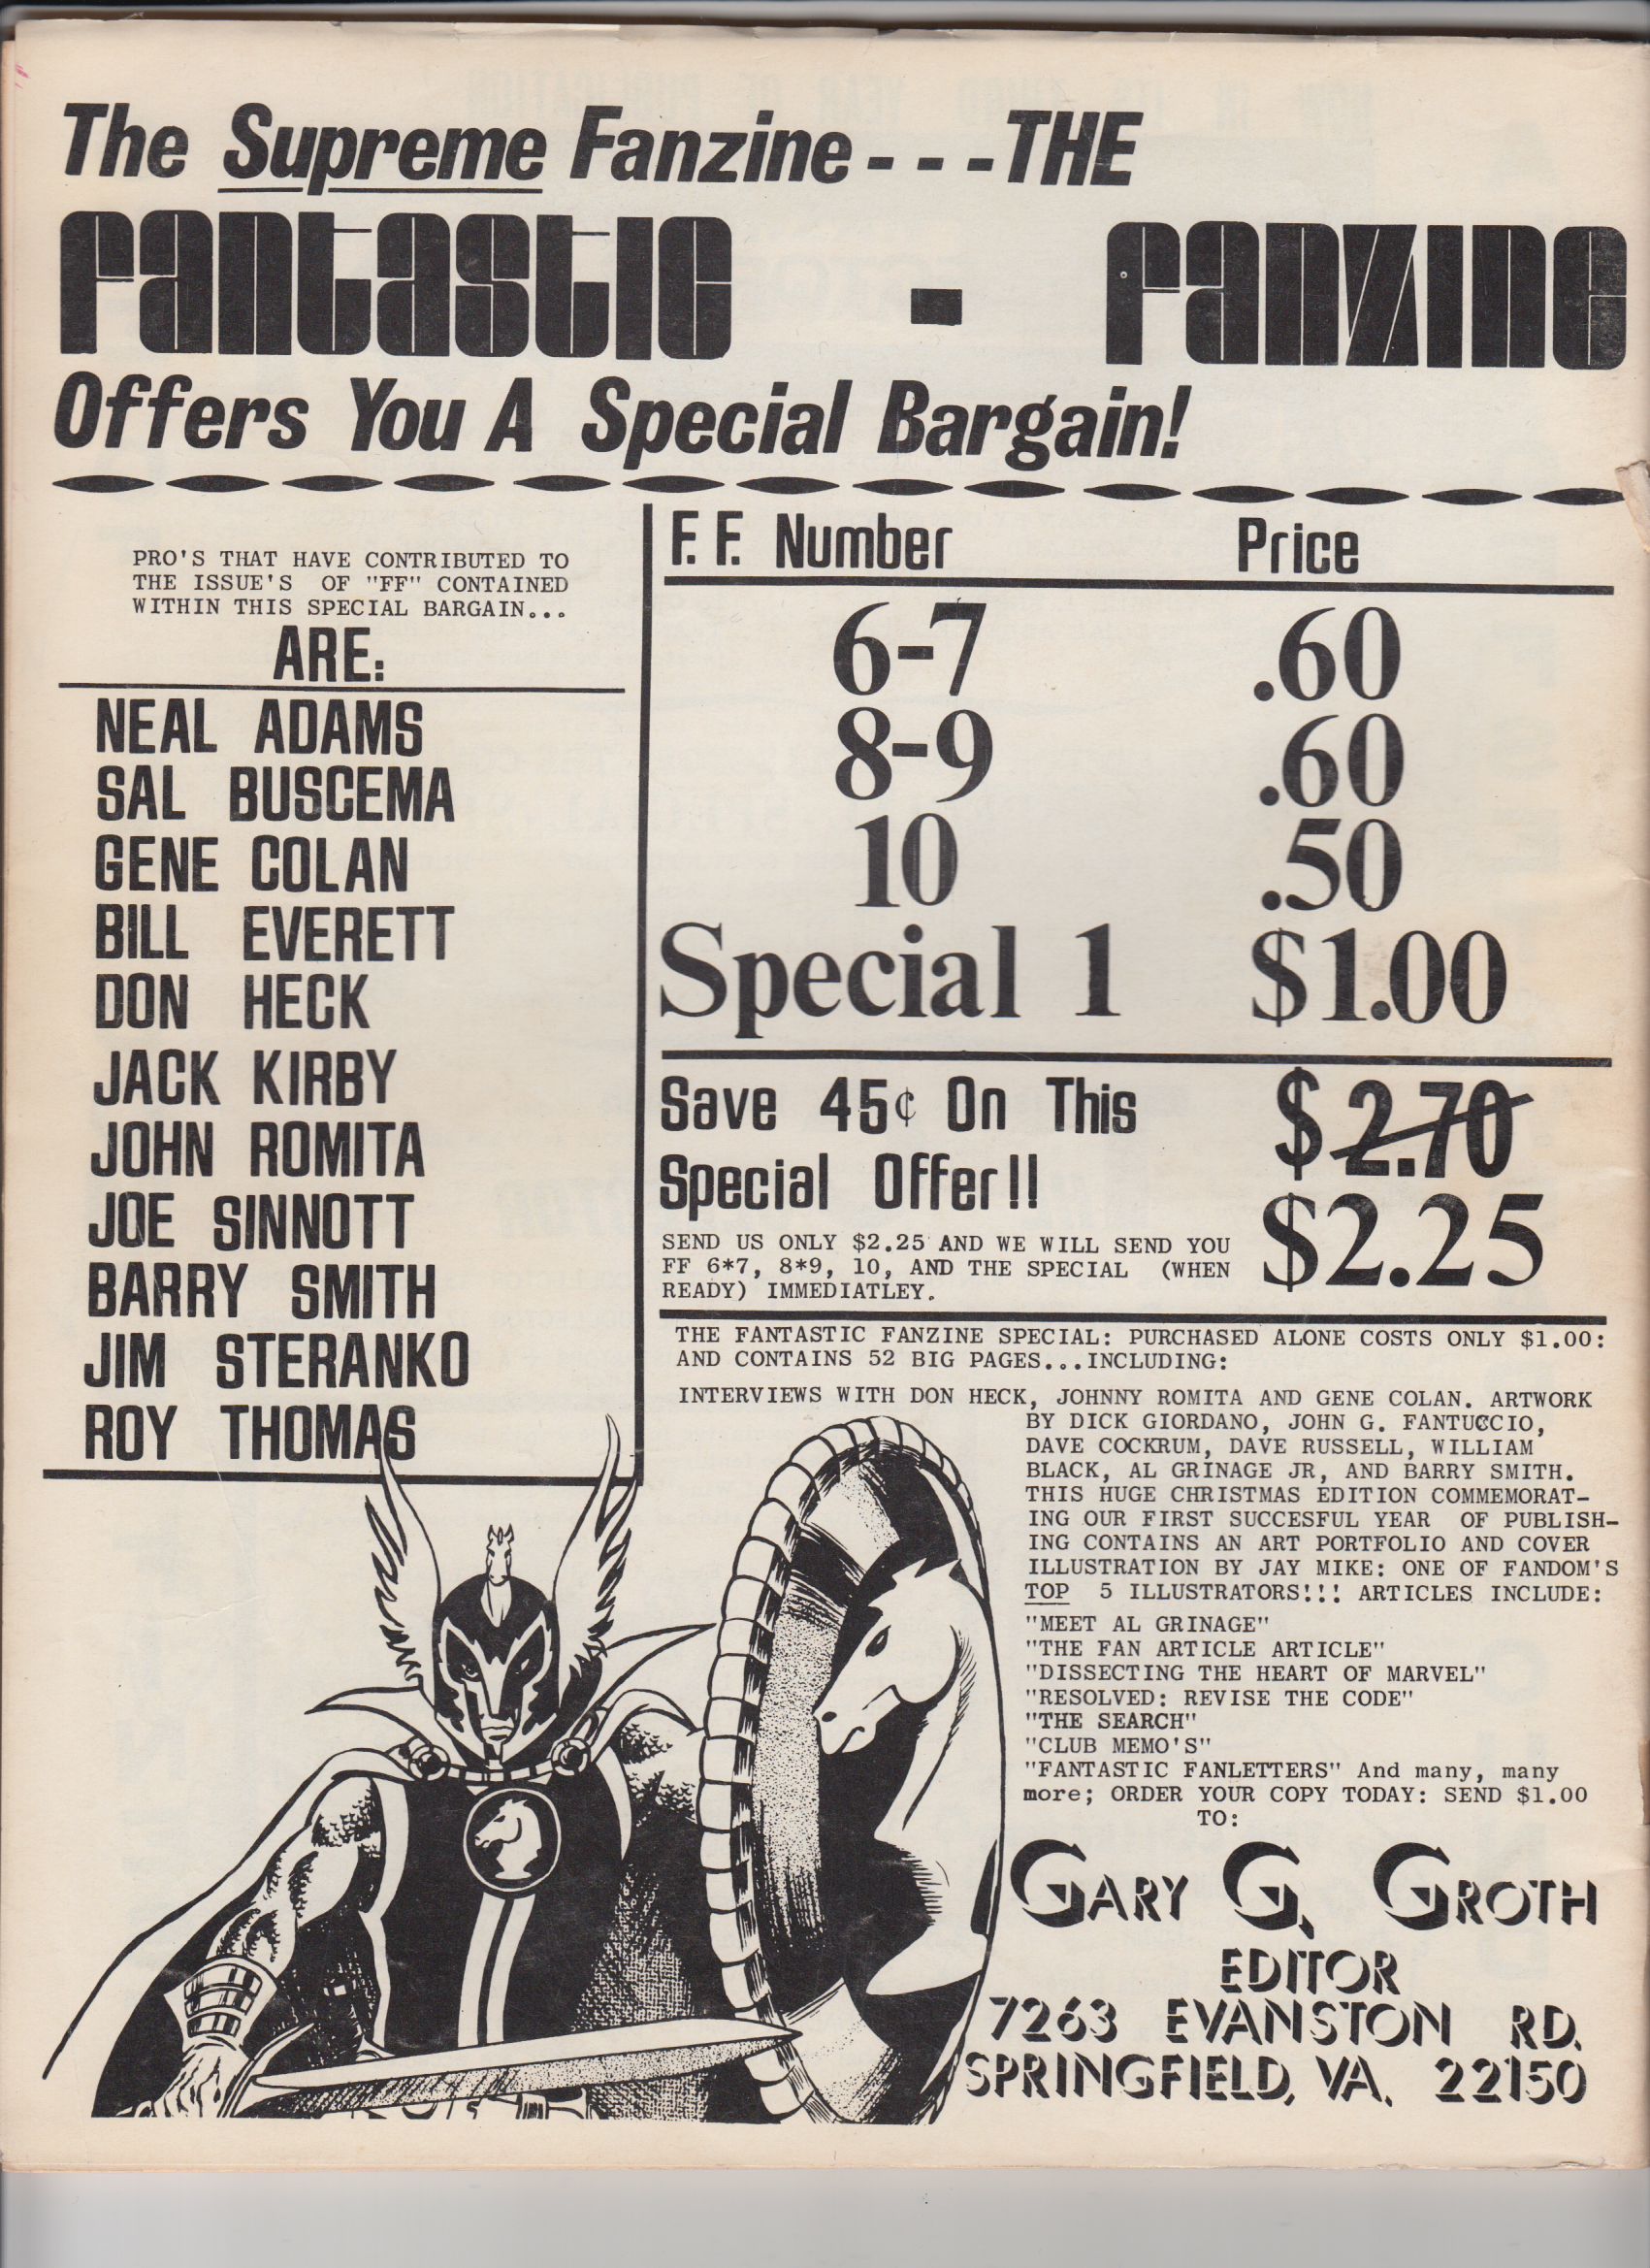 The Supreme Fanzine - - - THE
Fantastic - Fanzine
Offers You A Special Bargain!
PRO'S THAT HAVE CONTRIBUTED TO
THE ISSUE'S OF "FF" CONTAINED
WITHIN THIS SPECIAL BARGAIN...
ARE:
NEAL ADAMS
SAL BUSCEMA
GENE COLAN
BILL EVERETT
DON HECK
JACK KIRBY
JOHN ROMITA
JOE SINNOTT
BARRY SMITH
JIM STERANKO
ROY THOMAS
F.F. Number Price
6-7 .60
8-9 .60
10 .50
Special 1 $1.00
Save 45¢ On This $2.70
Special Offer!! $2.25
SEND US ONLY $2.25 AND WE WILL SEND YOU
FF 6*7, 8*9, 10, AND THE SPECIAL (WHEN
READY) IMMEDIATLEY.
THE FANTASTIC FANZINE SPECIAL: PURCHASED ALONE COSTS ONLY $1.00:
AND CONTAINS 52 BIG PAGES...INCLUDING:
INTERVIEWS WITH DON HECK, JOHNNY ROMITA AND GENE COLAN. ARTWORK
BY DICK GIORDANO, JOHN G. FANTUCCIO,
DAVE COCKRUM, DAVE RUSSELL, WILLIAM
BLACK, AL GRINAGE JR, AND BARRY SMITH.
THIS HUGE CHRISTMAS EDITION COMMEMORAT-
ING OUR FIRST SUCCESFUL YEAR OF PUBLISH-
ING CONTAINS AN ART PORTFOLIO AND COVER
ILLUSTRATION BY JAY MIKE: ONE OF FANDOM'S
TOP 5 ILLUSTRATORS!!! ARTICLES INCLUDE:
"MEET AL GRINAGE"
"THE FAN ARTICLE ARTICLE"
"DISSECTING THE HEART OF MARVEL"
"RESOLVED: REVISE THE CODE"
"THE SEARCH"
"CLUB MEMO'S"
"FANTASTIC FANLETTERS" And many, many
more; ORDER YOUR COPY TODAY: SEND $1.00
TO:
GARY G. GROTH
EDITOR
7263 EVANSTON RD.
SPRINGFIELD, VA. 22150